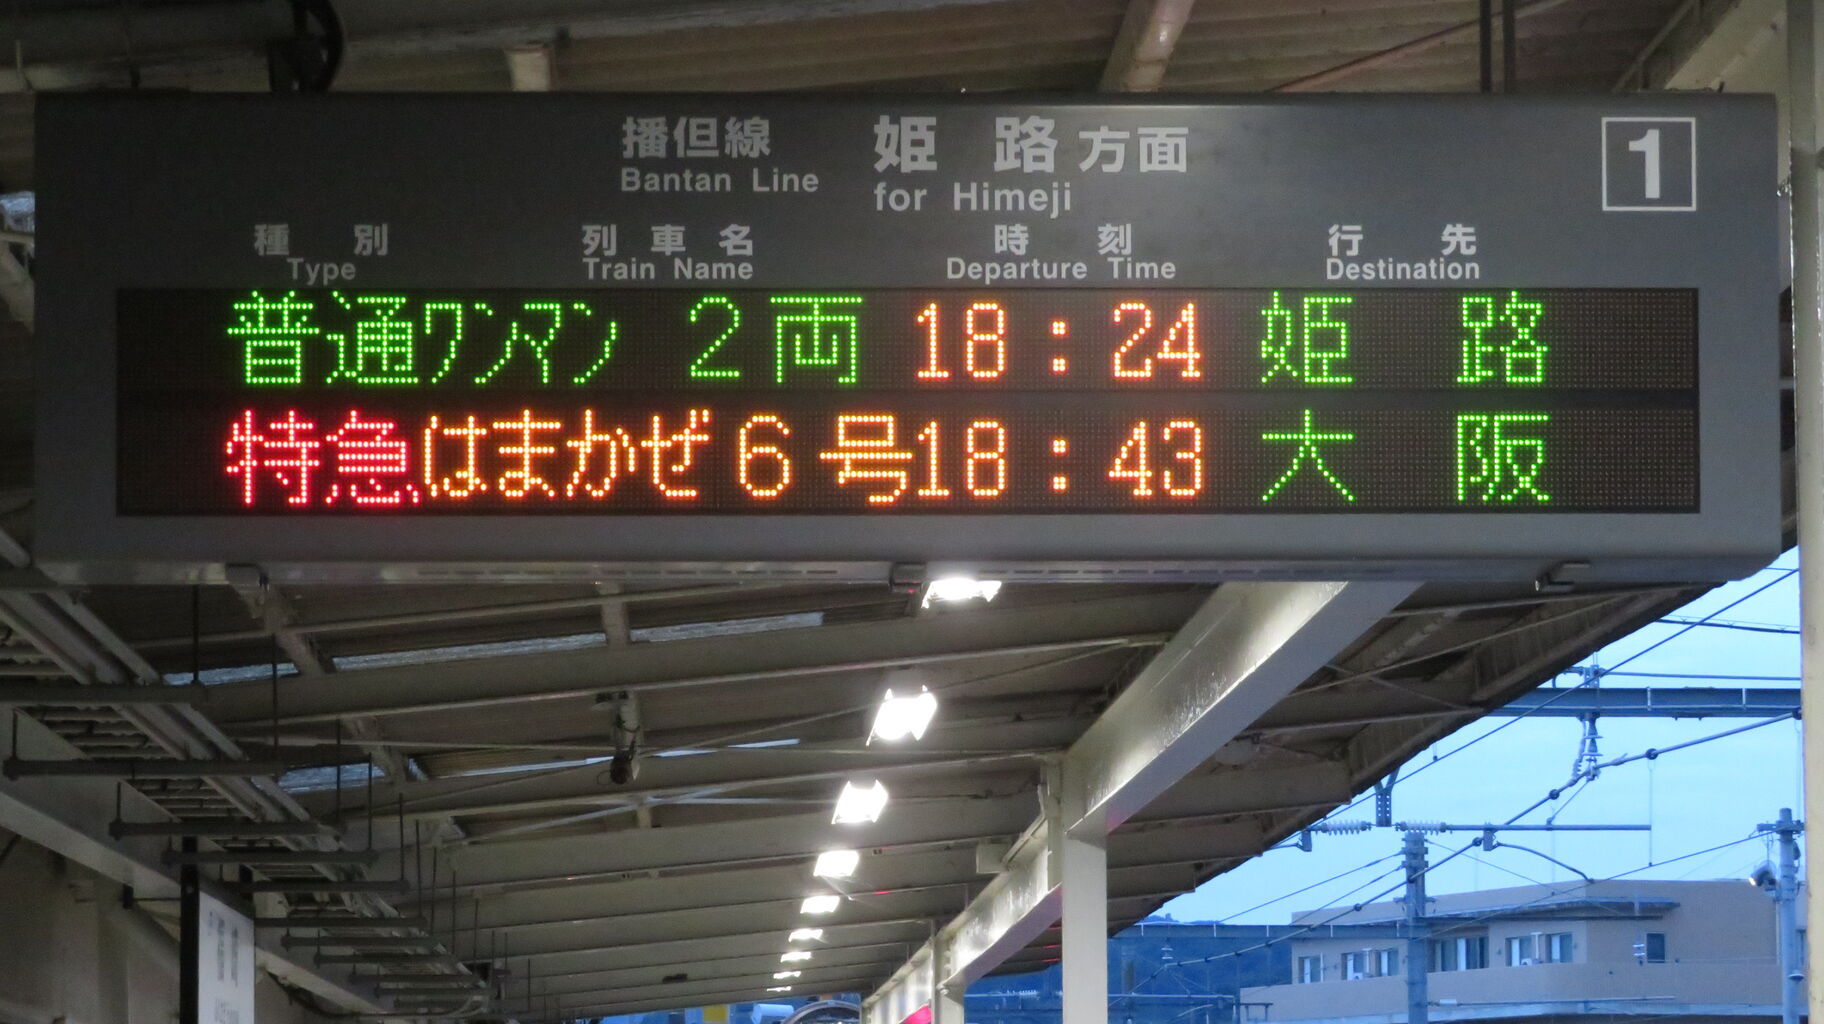 播但線 姫路方面 1
Bantan Line for Himeji
種別 列車名 時刻 行先
Type Train Name Departure Time Destination
普通ワンマン 2両 18:24 姫路
特急はまかぜ6号 18:43 大阪